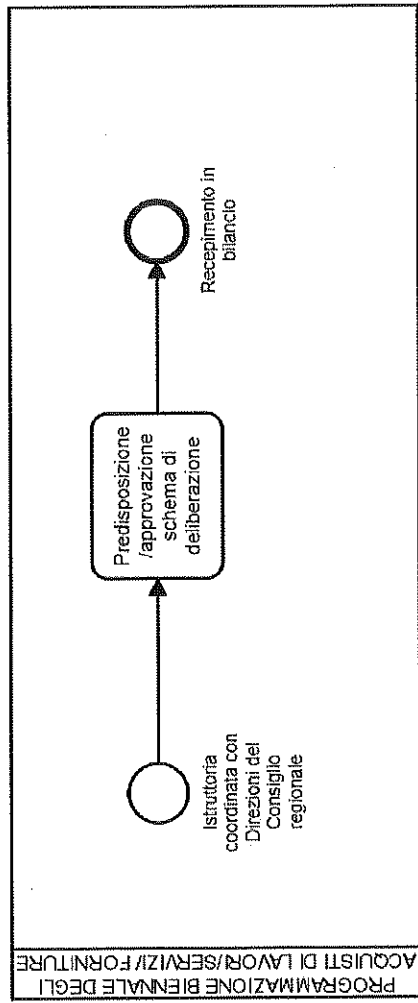 PROGRAMMAZIONE BIENNALE DEGLI
ACQUISTI DI LAVORI/SERVIZI/ FORNITURE
Istruttoria
coordinata con
Direzioni del
Consiglio
regionale
Predisposizione
/approvazione
schema di
deliberazione
Recepimento in
bilancio